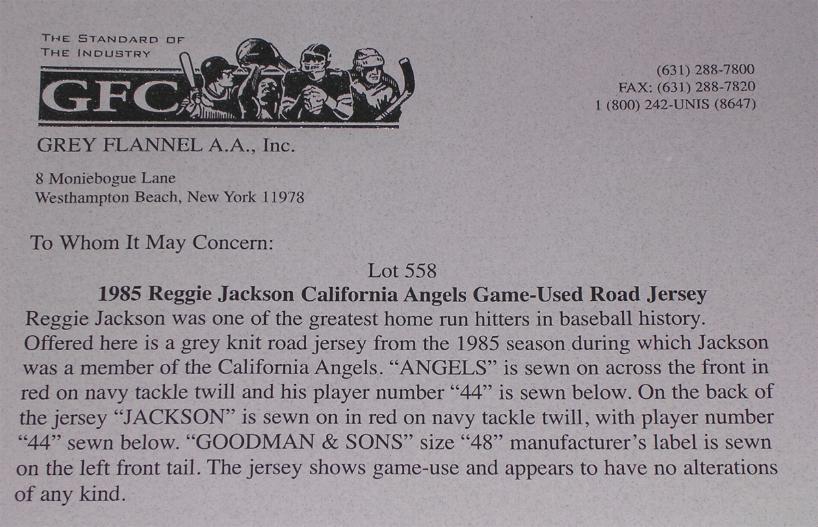 THE STANDARD OF
THE INDUSTRY
GFC
GREY FLANNEL A.A., Inc.
8 Moniebogue Lane
Westhampton Beach, New York 11978
(631) 288-7800
FAX: (631) 288-7820
1 (800) 242-UNIS (8647)
To Whom It May Concern:
Lot 558
1985 Reggie Jackson California Angels Game-Used Road Jersey
Reggie Jackson was one of the greatest home run hitters in baseball history.
Offered here is a grey knit road jersey from the 1985 season during which Jackson
was a member of the California Angels. “ANGELS” is sewn on across the front in
red on navy tackle twill and his player number “44” is sewn below. On the back of
the jersey “JACKSON” is sewn on in red on navy tackle twill, with player number
“44” sewn below. “GOODMAN & SONS” size “48” manufacturer’s label is sewn
on the left front tail. The jersey shows game-use and appears to have no alterations
of any kind.